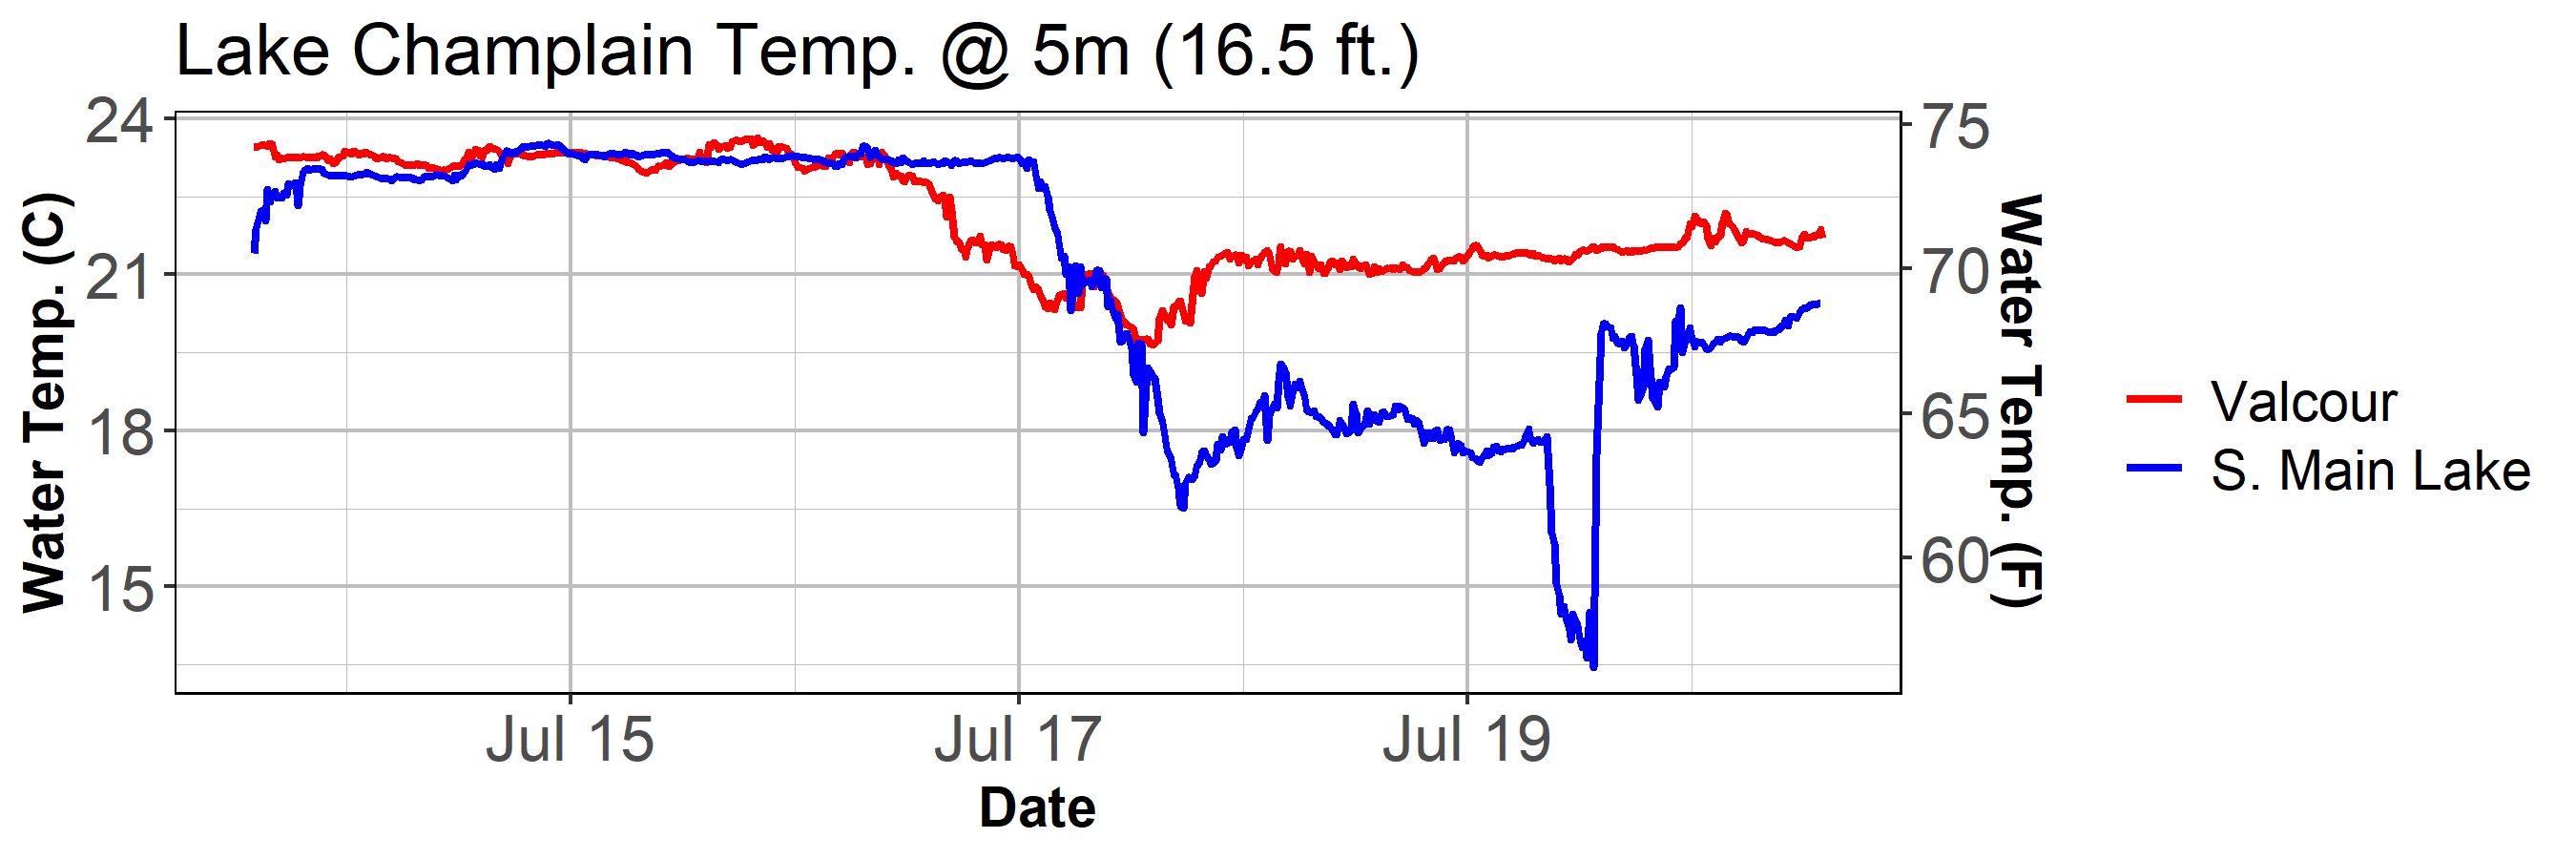 Lake Champlain Temp. @ 5m (16.5 ft.)
24
21
18
15
Water Temp. (C)
75
70
65
60
Water Temp. (F)
Jul 15
Jul 17
Jul 19
Date
Valcour
S. Main Lake